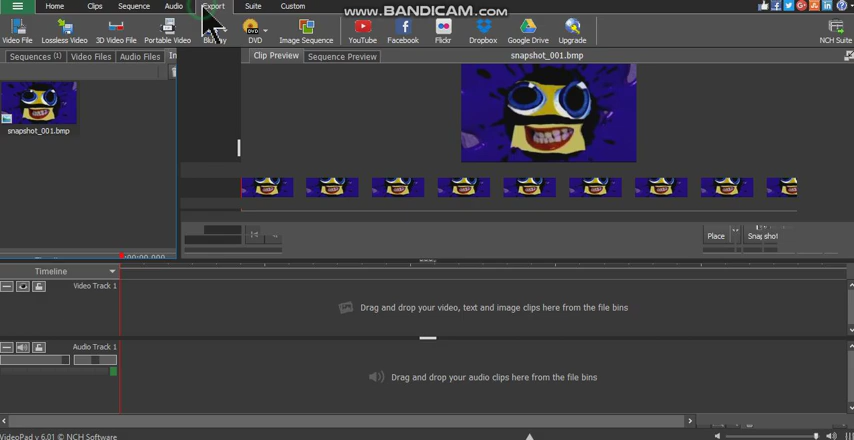 Home Clips Sequence Audio Export Suite Custom
www.BANDICAM.com
Video File Lossless Video 3D Video File Portable Video DVD Image Sequence YouTube Facebook Flickr Dropbox Google Drive Upgrade NCH Suite
Sequences (1) Video Files Audio Files Clip Preview Sequence Preview snapshot_001.bmp
snapshot_001.bmp
Place Snapshot
Timeline
Video Track 1
Drag and drop your video, text and image clips here from the file bins
Audio Track 1
Drag and drop your audio clips here from the file bins
VideoPad v 6.01 © NCH Software